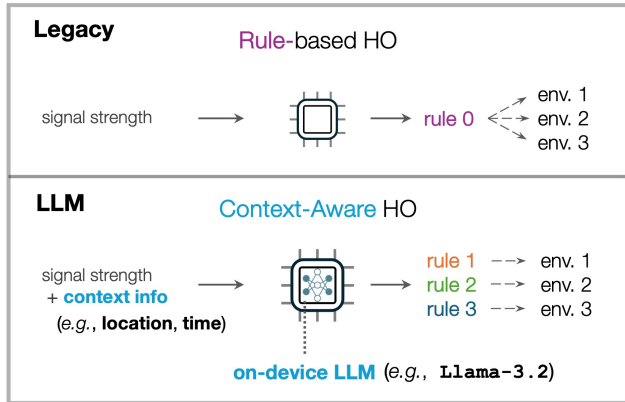 Legacy
Rule-based HO
signal strength
rule 0
env. 1
env. 2
env. 3
LLM
Context-Aware HO
signal strength
+ context info
(e.g., location, time)
rule 1
env. 1
rule 2
env. 2
rule 3
env. 3
on-device LLM (e.g., Llama-3.2)